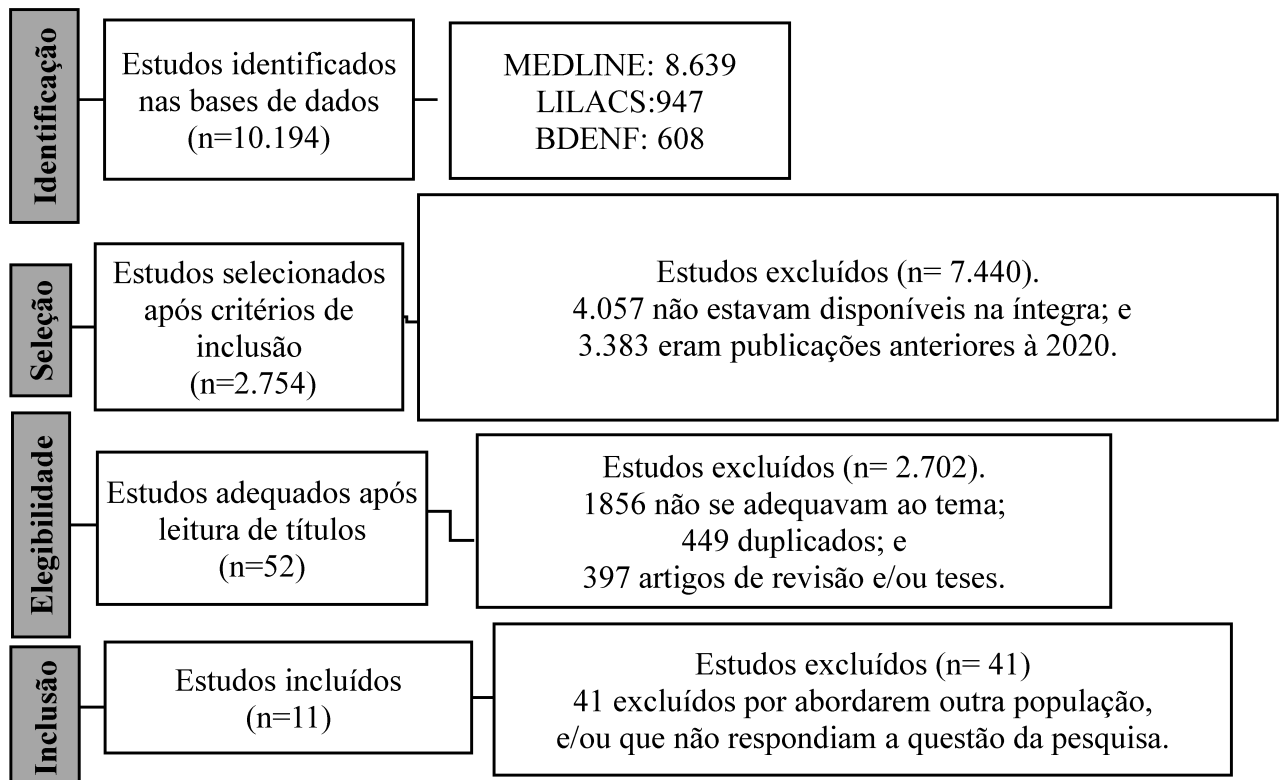 Identificação
Estudos identificados
nas bases de dados
(n=10.194)
MEDLINE: 8.639
LILACS:947
BDENF: 608
Seleção
Estudos selecionados
após critérios de
inclusão
(n=2.754)
Estudos excluídos (n= 7.440).
4.057 não estavam disponíveis na íntegra; e
3.383 eram publicações anteriores à 2020.
Elegibilidade
Estudos adequados após
leitura de títulos
(n=52)
Estudos excluídos (n= 2.702).
1856 não se adequavam ao tema;
449 duplicados; e
397 artigos de revisão e/ou teses.
Inclusão
Estudos incluídos
(n=11)
Estudos excluídos (n= 41)
41 excluídos por abordarem outra população,
e/ou que não respondiam a questão da pesquisa.